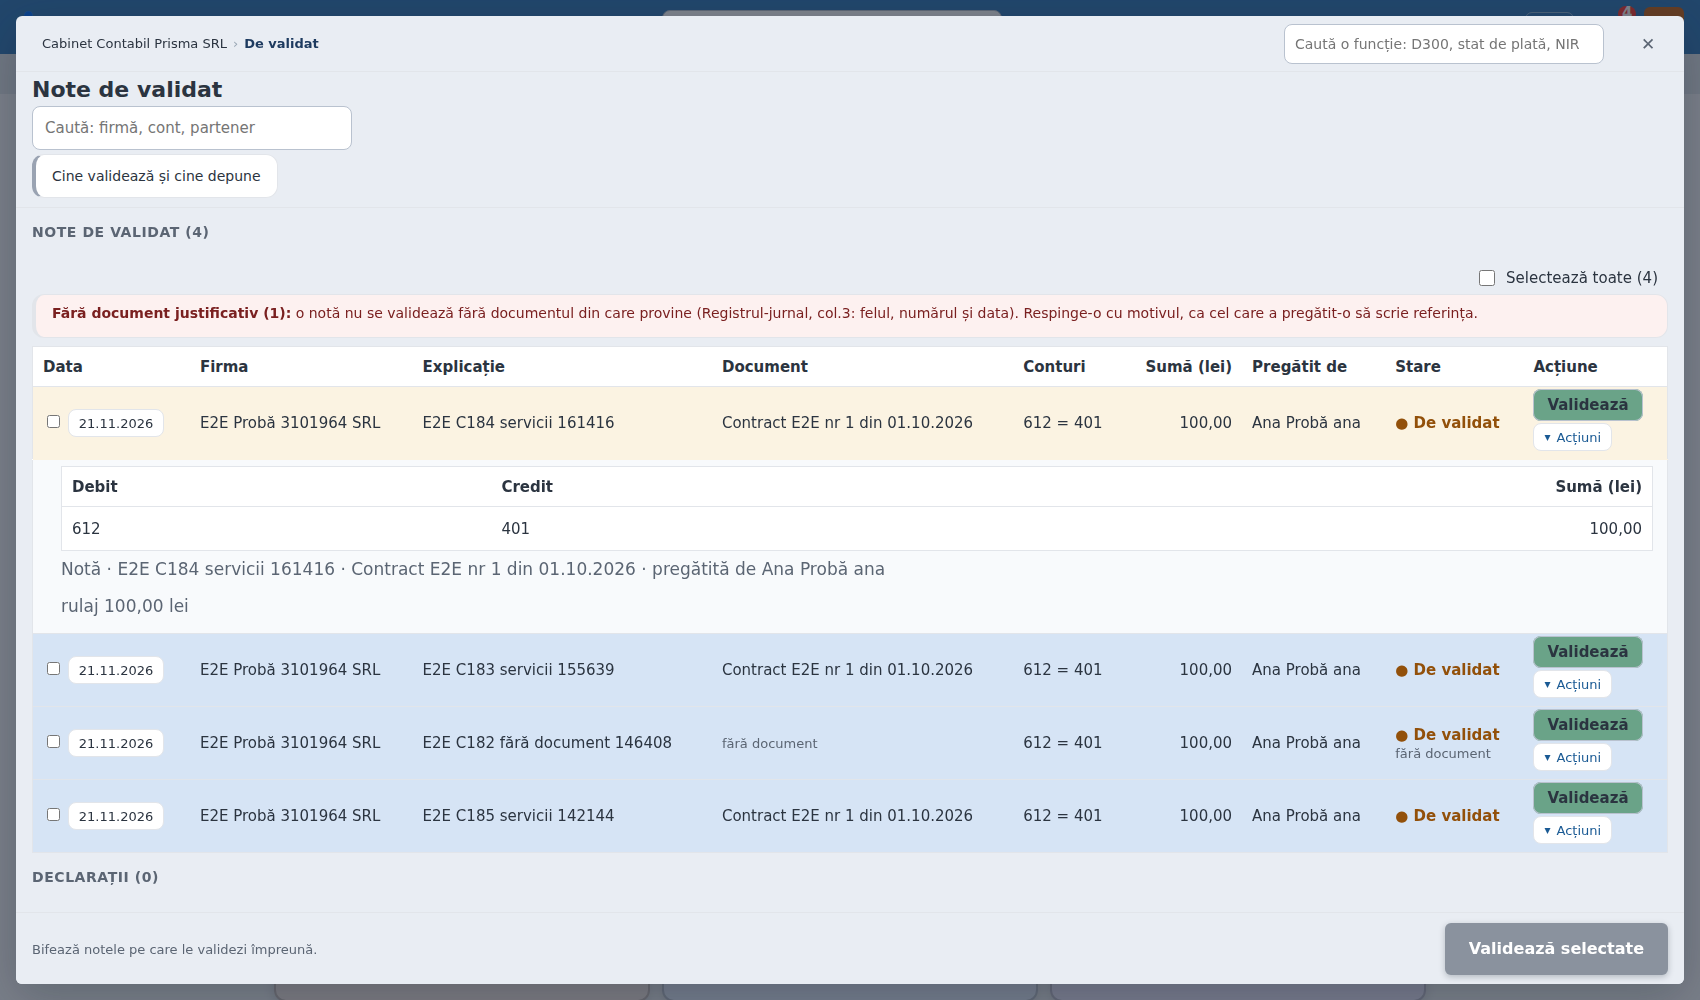 4
Cabinet Contabil Prisma SRL › De validat
Caută o funcție: D300, stat de plată, NIR
✕
Note de validat
Caută: firmă, cont, partener
Cine validează și cine depune
NOTE DE VALIDAT (4)
Selectează toate (4)
Fără document justificativ (1): o notă nu se validează fără documentul din care provine (Registrul-jurnal, col.3: felul, numărul și data). Respinge-o cu motivul, ca cel care a pregătit-o să scrie referința.
Data Firma Explicație Document Conturi Sumă (lei) Pregătit de Stare Acțiune
21.11.2026 E2E Probă 3101964 SRL E2E C184 servicii 161416 Contract E2E nr 1 din 01.10.2026 612 = 401 100,00 Ana Probă ana ● De validat Validează
▾ Acțiuni
Debit Credit Sumă (lei)
612 401 100,00
Notă · E2E C184 servicii 161416 · Contract E2E nr 1 din 01.10.2026 · pregătită de Ana Probă ana
rulaj 100,00 lei
21.11.2026 E2E Probă 3101964 SRL E2E C183 servicii 155639 Contract E2E nr 1 din 01.10.2026 612 = 401 100,00 Ana Probă ana ● De validat Validează
▾ Acțiuni
21.11.2026 E2E Probă 3101964 SRL E2E C182 fără document 146408 fără document 612 = 401 100,00 Ana Probă ana ● De validat Validează
fără document ▾ Acțiuni
21.11.2026 E2E Probă 3101964 SRL E2E C185 servicii 142144 Contract E2E nr 1 din 01.10.2026 612 = 401 100,00 Ana Probă ana ● De validat Validează
▾ Acțiuni
DECLARAȚII (0)
Bifează notele pe care le validezi împreună.
Validează selectate